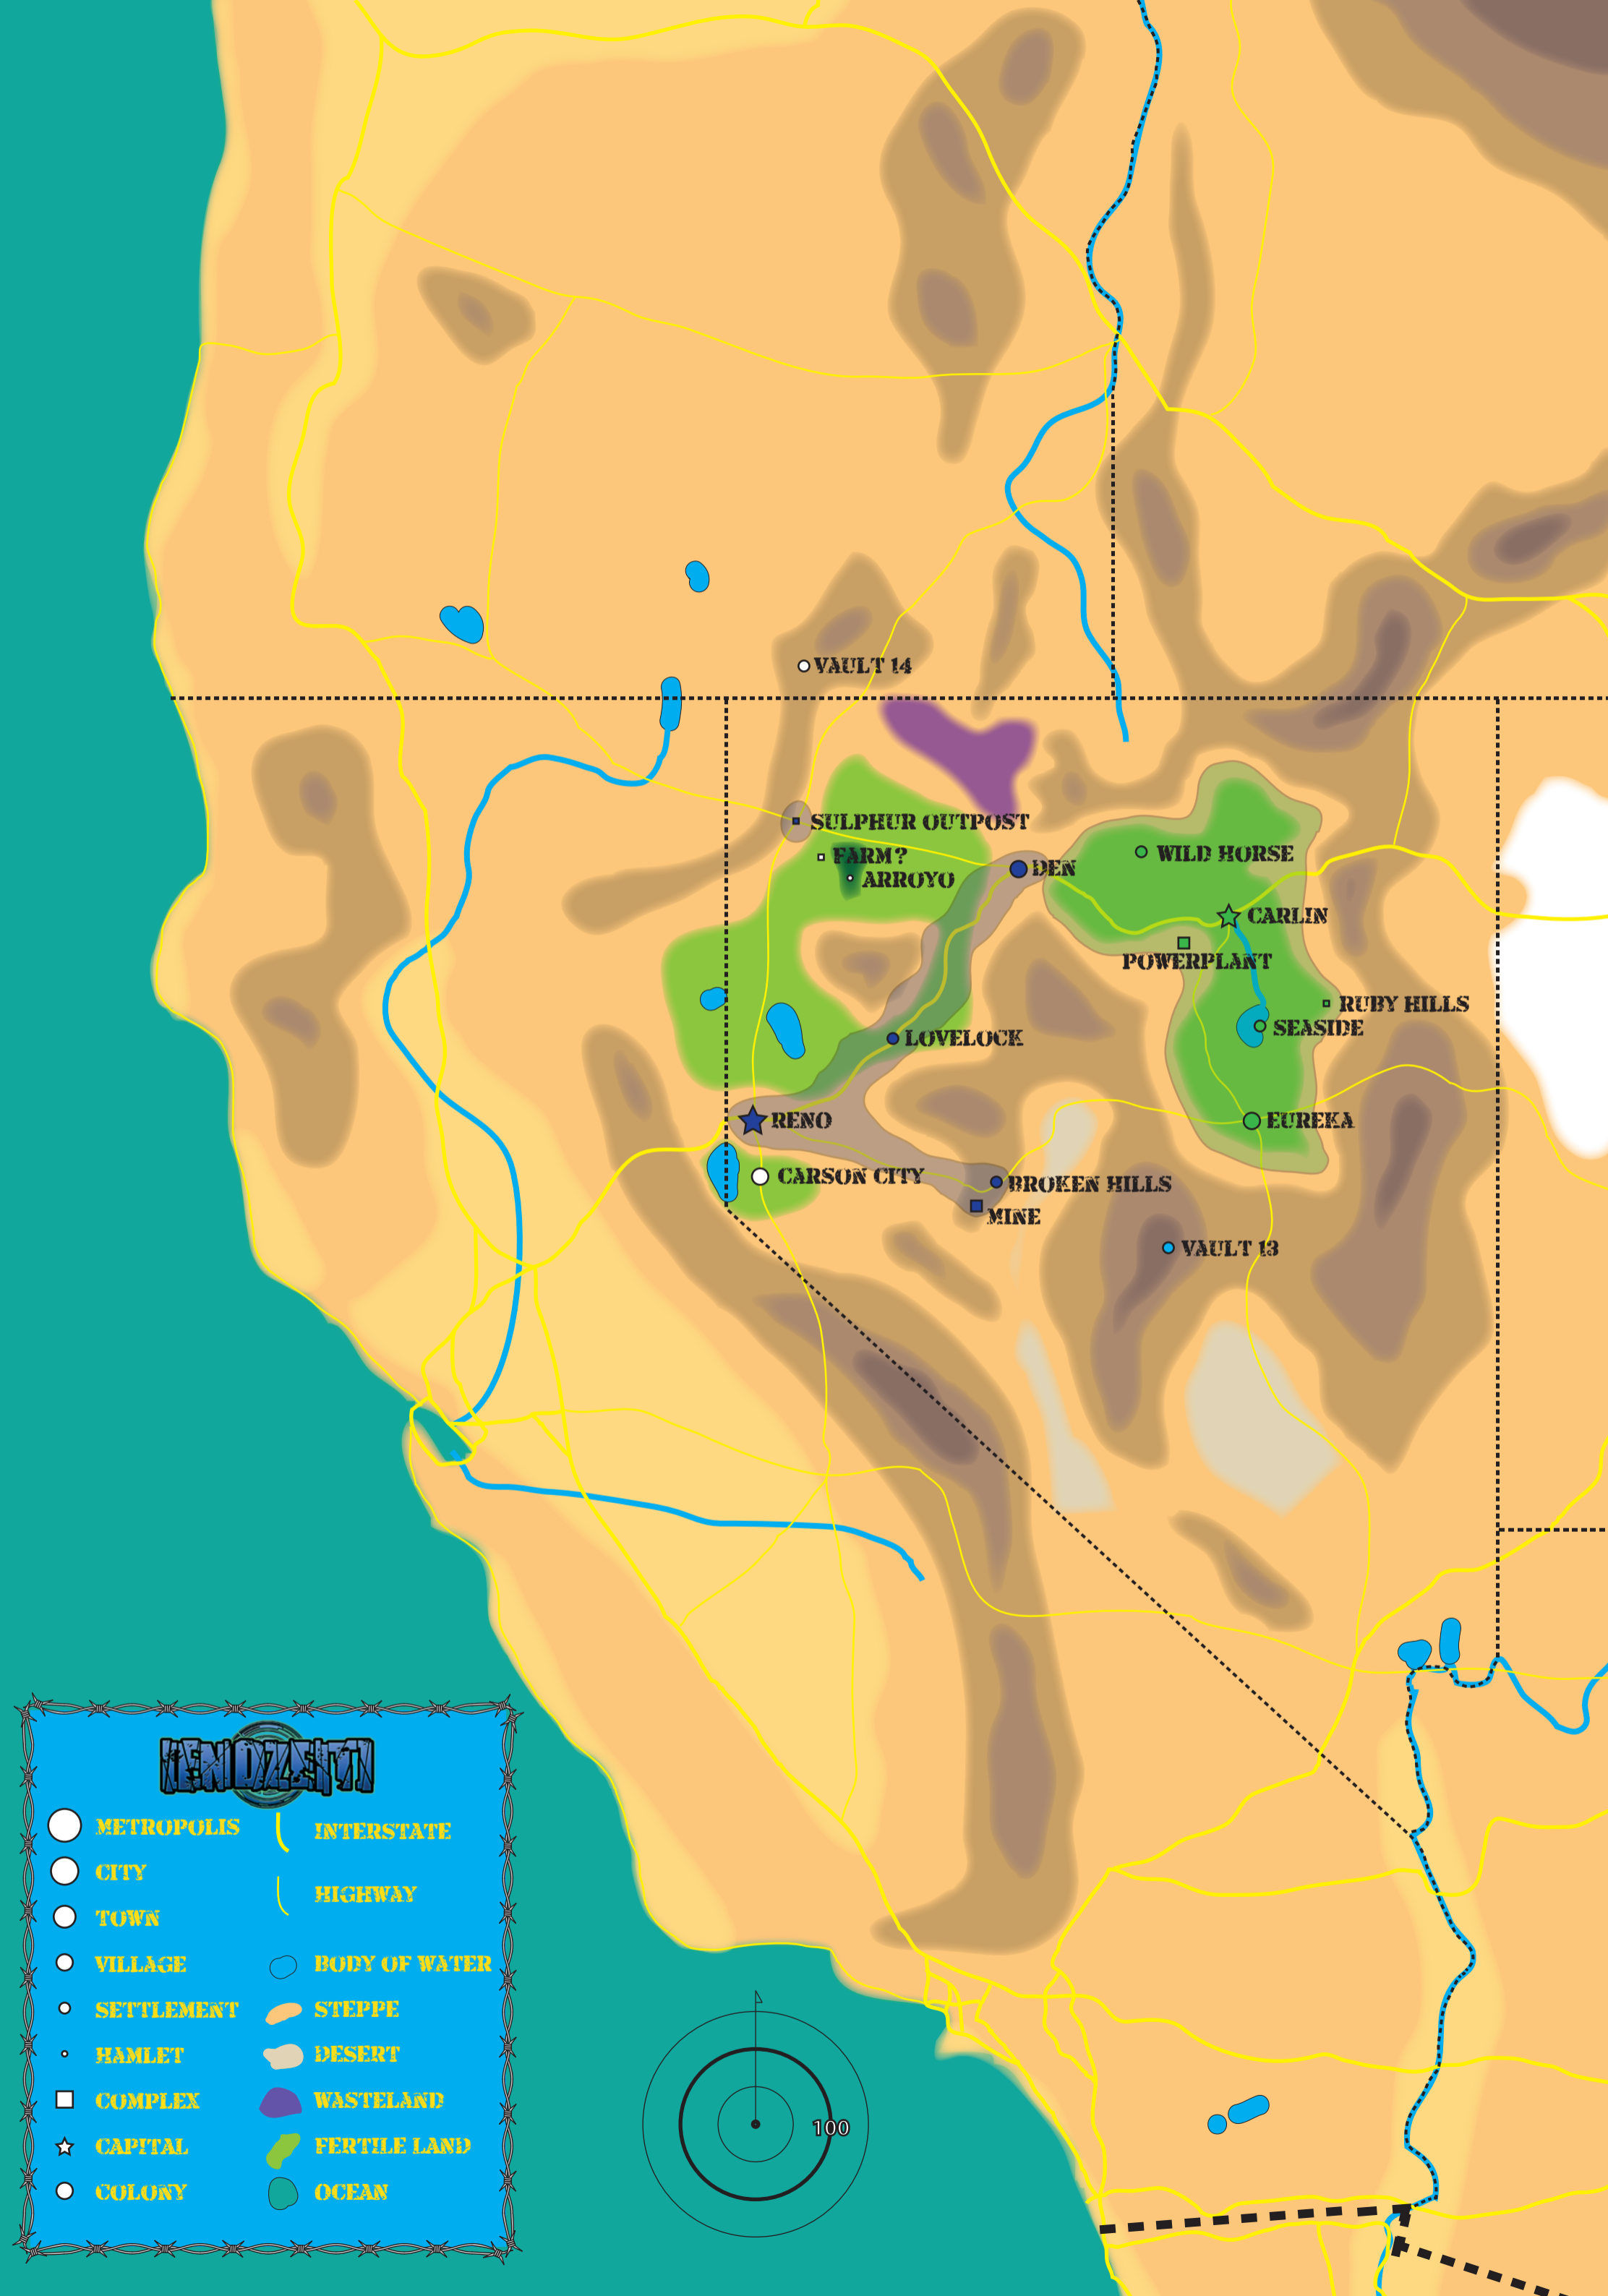 VAULT 14
SULPHUR OUTPOST
FARM?
ARROYO
DEN
WILD HORSE
CARLIN
POWERPLANT
RUBY HILLS
SEASIDE
LOVELOCK
RENO
EUREKA
CARSON CITY
BROKEN HILLS
MINE
VAULT 13
ENDZEIT
METROPOLIS
CITY
TOWN
VILLAGE
SETTLEMENT
HAMLET
COMPLEX
CAPITAL
COLONY
INTERSTATE
HIGHWAY
BODY OF WATER
STEPPE
DESERT
WASTELAND
FERTILE LAND
OCEAN
100